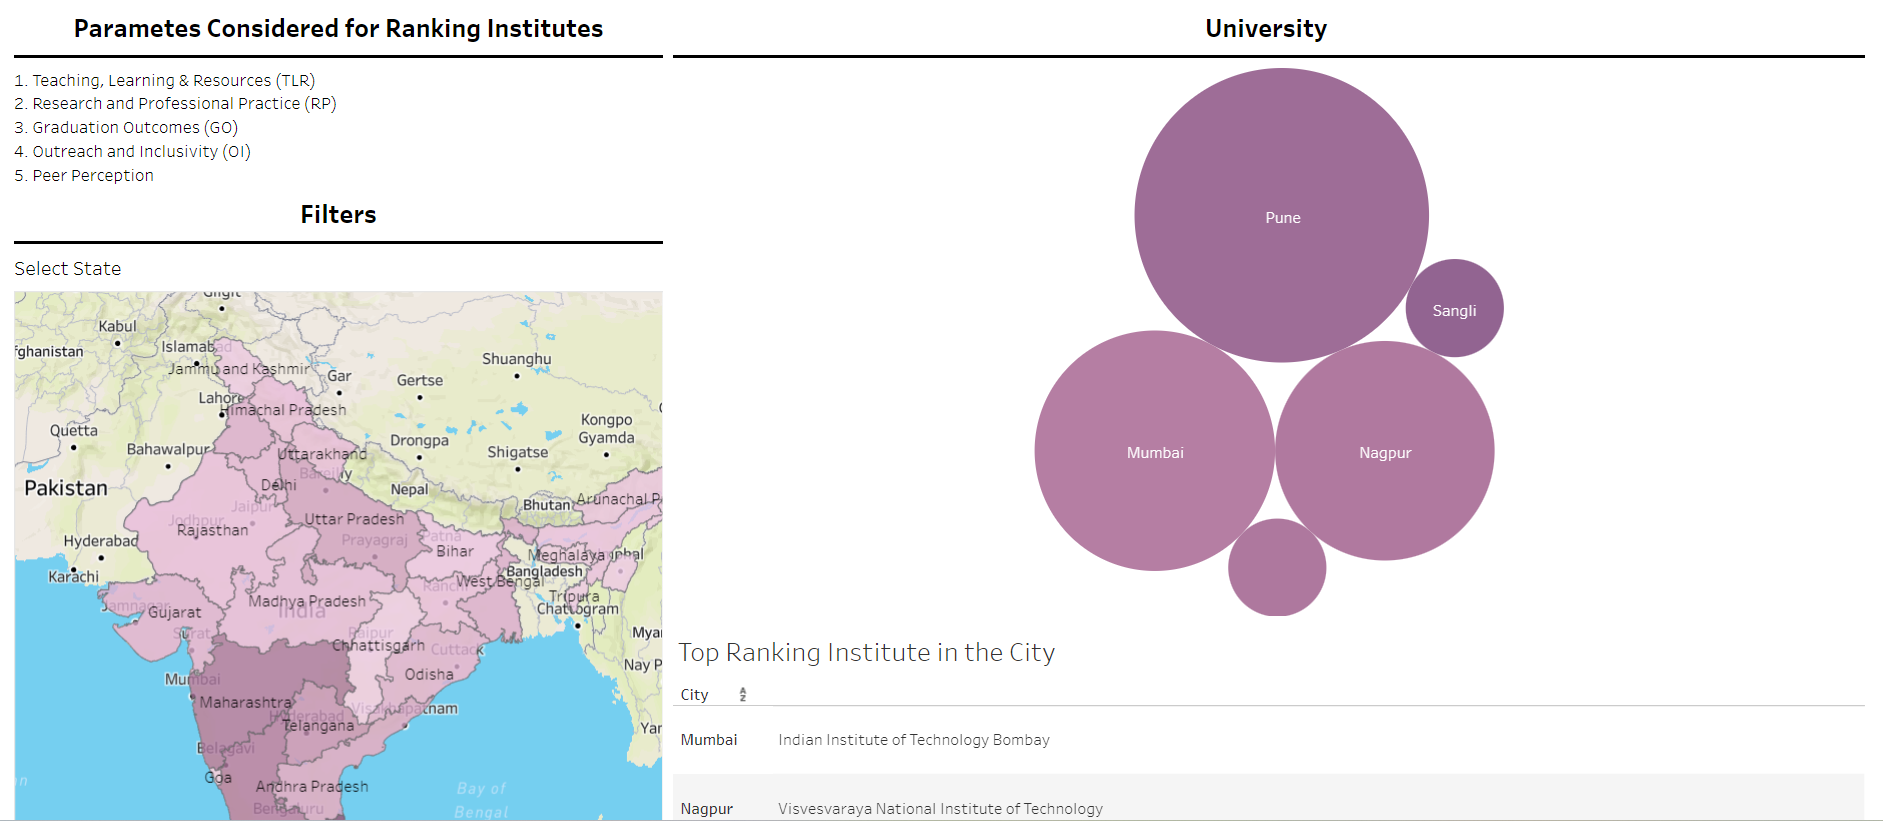 Parametes Considered for Ranking Institutes
1. Teaching, Learning & Resources (TLR)
2. Research and Professional Practice (RP)
3. Graduation Outcomes (GO)
4. Outreach and Inclusivity (OI)
5. Peer Perception
Filters
Select State
Gilgit
Kabul
fghanistan
Islamabad
Jammu and Kashmir
Shuanghu
Gar
Gertse
Lahore
Himachal Pradesh
Quetta
Bahawalpur
Drongpa
Shigatse
Kongpo
Gyamda
Uttarakhand
Bareilly
Pakistan
Delhi
Nepal
Bhutan
Arunachal P
Jaipur
Jodhpur
Rajasthan
Uttar Pradesh
Prayagraj
Patna
Bihar
Hyderabad
Karachi
Meghalaya
Imphal
Bangladesh
West Bengal
Ranchi
Tripura
Chattogram
Jamnagar
Gujarat
Madhya Pradesh
India
Surat
Raipur
Chhattisgarh
Cuttack
Odisha
Myar
Nay P
Mumbai
Maharashtra
Hyderabad
Telangana
Visakhapatnam
Yar
Belagavi
Goa
Andhra Pradesh
Bengaluru
Bay of
Bengal
University
Pune
Sangli
Mumbai
Nagpur
Top Ranking Institute in the City
City
Mumbai Indian Institute of Technology Bombay
Nagpur Visvesvaraya National Institute of Technology